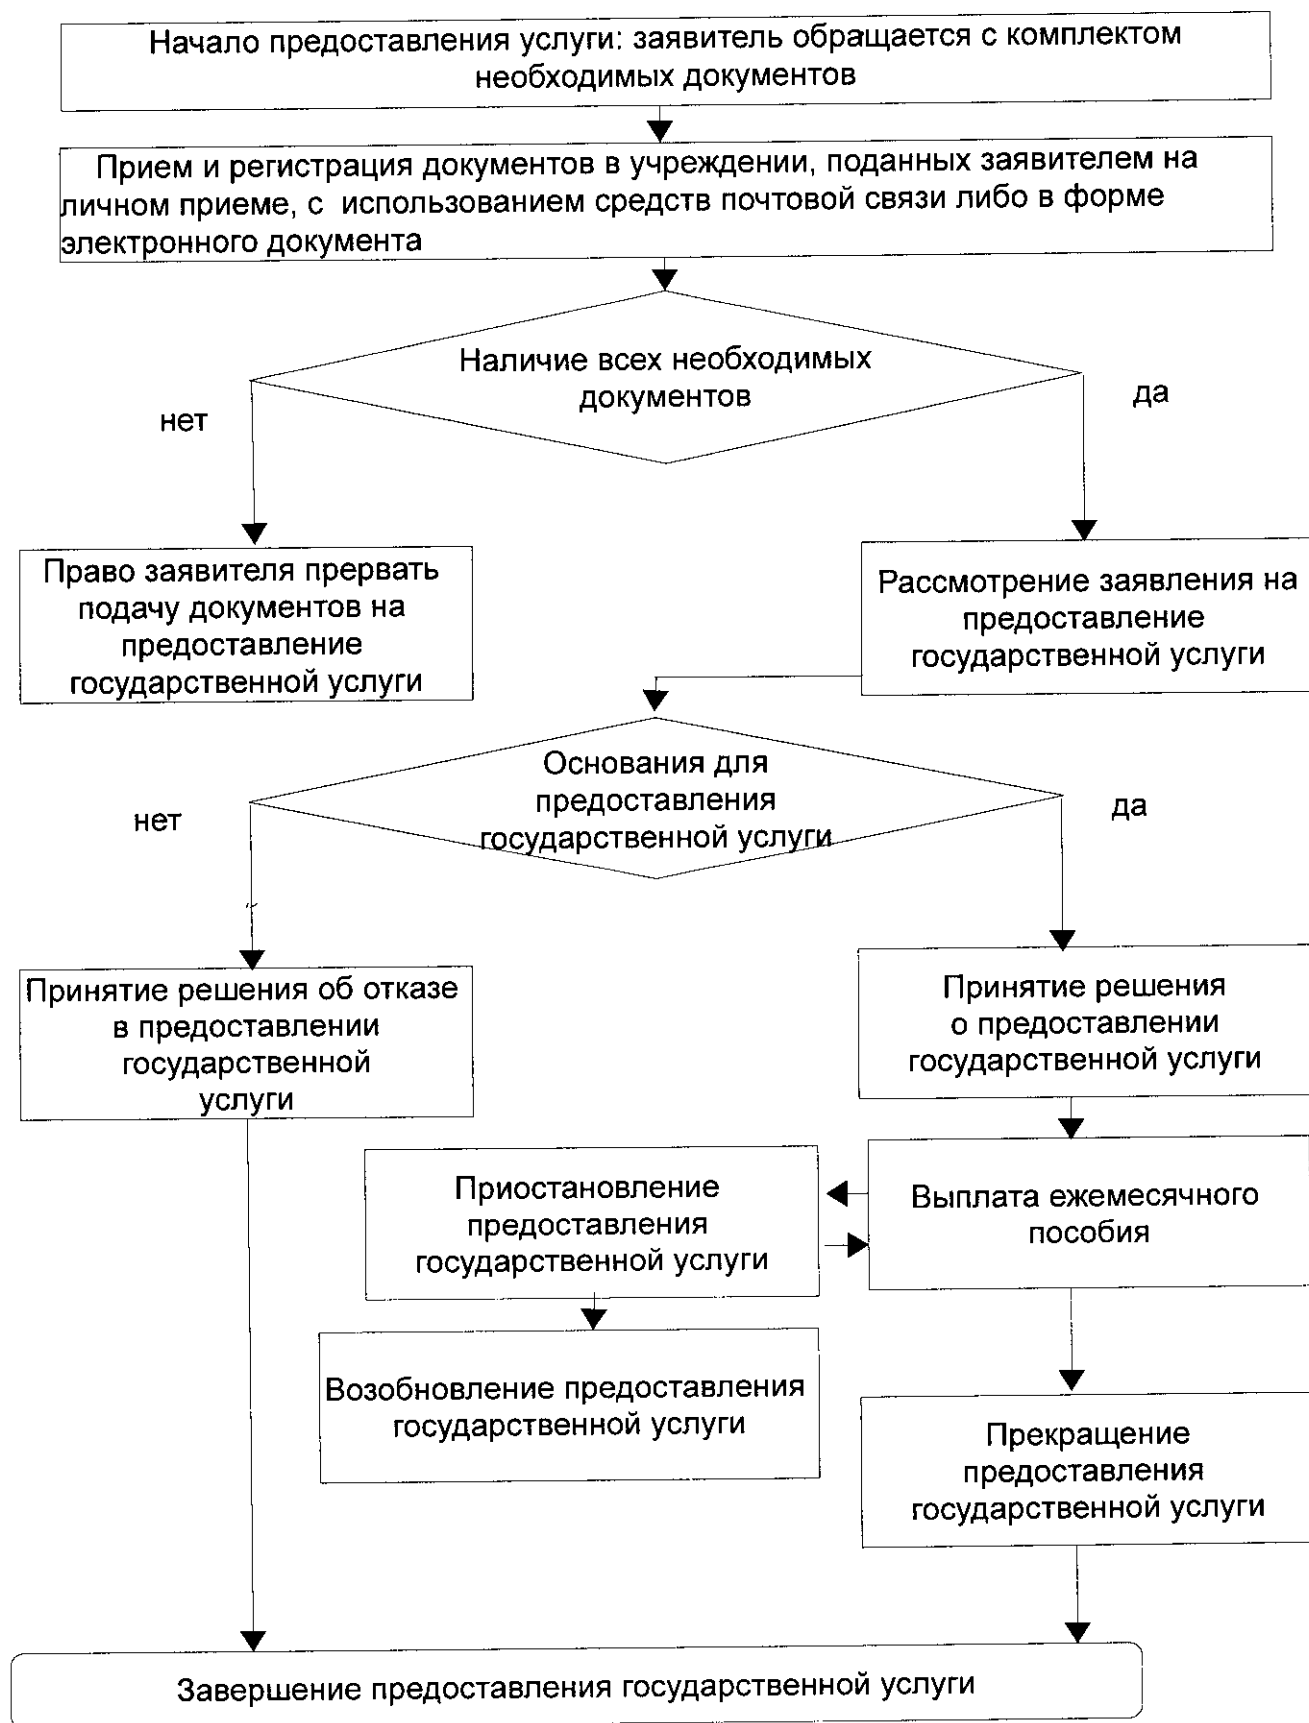 Начало предоставления услуги: заявитель обращается с комплектом
необходимых документов
Прием и регистрация документов в учреждении, поданных заявителем на
личном приеме, с использованием средств почтовой связи либо в форме
электронного документа
Наличие всех необходимых
документов
нет
да
Право заявителя прервать
подачу документов на
предоставление
государственной услуги
Рассмотрение заявления на
предоставление
государственной услуги
Основания для
предоставления
государственной услуги
нет
да
Принятие решения об отказе
в предоставлении
государственной
услуги
Принятие решения
о предоставлении
государственной услуги
Приостановление
предоставления
государственной услуги
Выплата ежемесячного
пособия
Возобновление предоставления
государственной услуги
Прекращение
предоставления
государственной услуги
Завершение предоставления государственной услуги